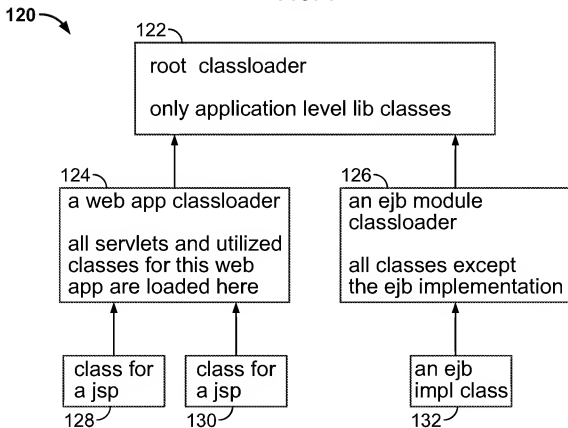 120
122
root classloader
only application level lib classes
124
a web app classloader
all servlets and utilized
classes for this web
app are loaded here
126
an ejb module
classloader
all classes except
the ejb implementation
class for
a jsp
128
class for
a jsp
130
an ejb
impl class
132